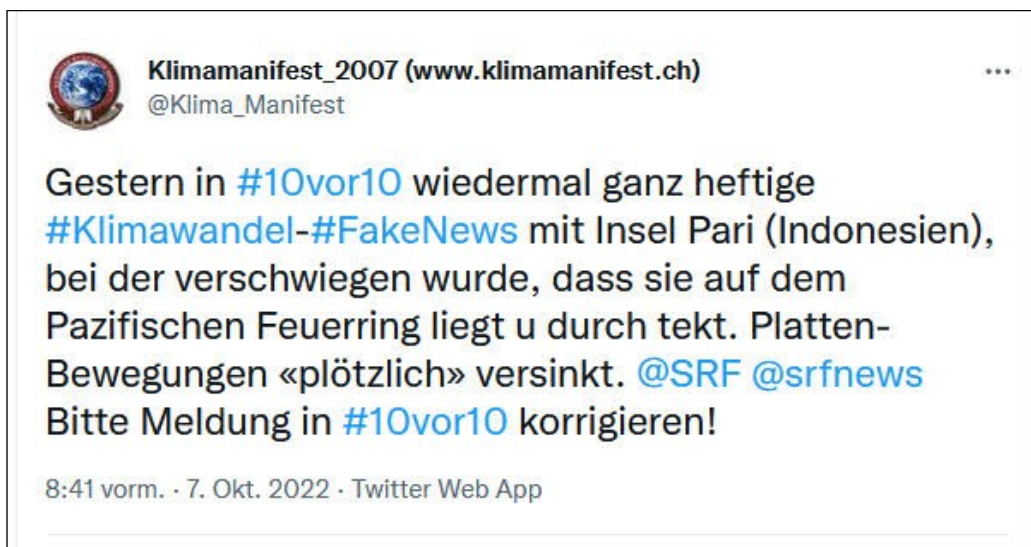 Klimamanifest_2007 (www.klimamanifest.ch)
@Klima_Manifest
Gestern in #10vor10 wiedermal ganz heftige
#Klimawandel-#FakeNews mit Insel Pari (Indonesien),
bei der verschwiegen wurde, dass sie auf dem
Pazifischen Feuerring liegt u durch tekt. Platten-
Bewegungen «plötzlich» versinkt. @SRF @srfnews
Bitte Meldung in #10vor10 korrigieren!
8:41 vorm. · 7. Okt. 2022 · Twitter Web App